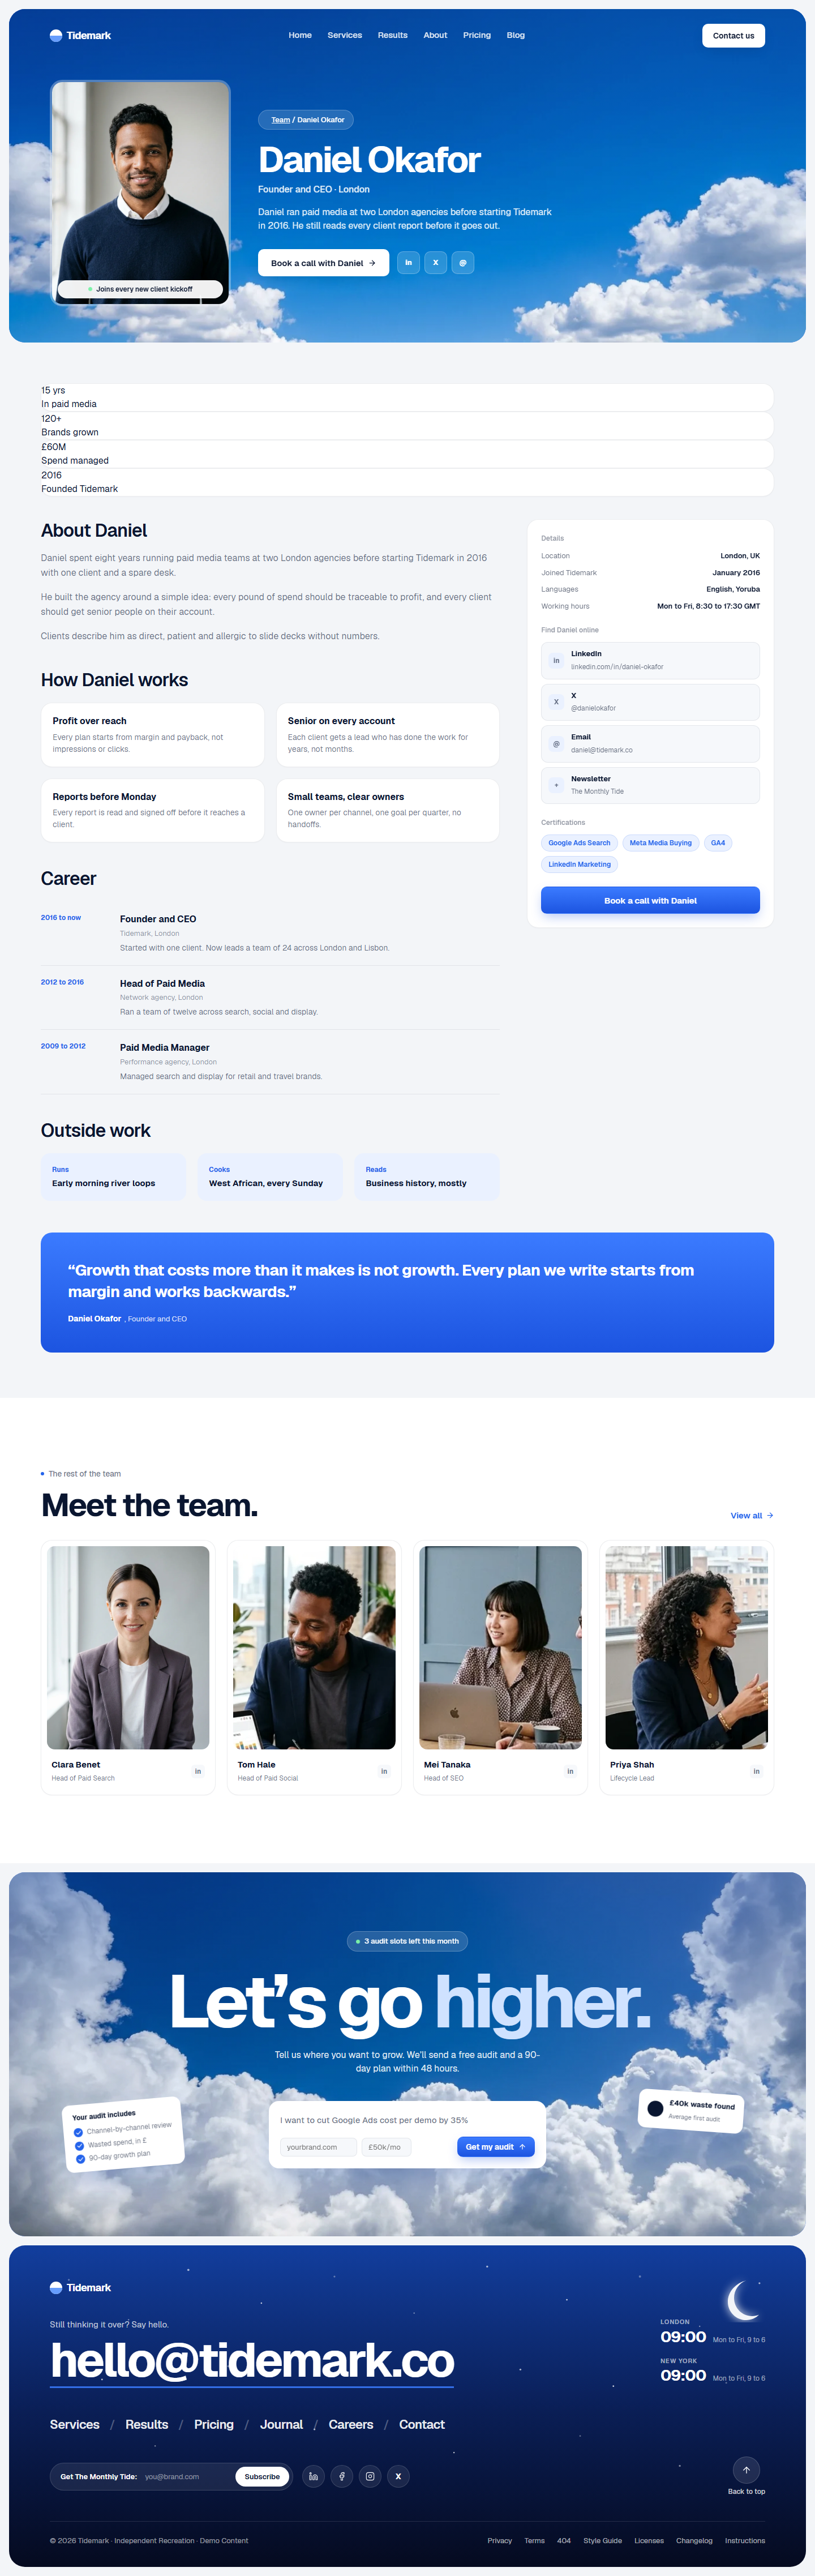 Tidemark
Home Services Results About Pricing Blog
Contact us
Team / Daniel Okafor
Daniel Okafor
Founder and CEO · London
Daniel ran paid media at two London agencies before starting Tidemark
in 2016. He still reads every client report before it goes out.
Book a call with Daniel →
in X @
Joins every new client kickoff
15 yrs
In paid media
120+
Brands grown
£60M
Spend managed
2016
Founded Tidemark
About Daniel
Daniel spent eight years running paid media teams at two London agencies before starting Tidemark in 2016
with one client and a spare desk.
He built the agency around a simple idea: every pound of spend should be traceable to profit, and every client
should get senior people on their account.
Clients describe him as direct, patient and allergic to slide decks without numbers.
How Daniel works
Profit over reach
Every plan starts from margin and payback, not
impressions or clicks.
Senior on every account
Each client gets a lead who has done the work for
years, not months.
Reports before Monday
Every report is read and signed off before it reaches a
client.
Small teams, clear owners
One owner per channel, one goal per quarter, no
handoffs.
Career
2016 to now
Founder and CEO
Tidemark, London
Started with one client. Now leads a team of 24 across London and Lisbon.
2012 to 2016
Head of Paid Media
Network agency, London
Ran a team of twelve across search, social and display.
2009 to 2012
Paid Media Manager
Performance agency, London
Managed search and display for retail and travel brands.
Outside work
Runs
Early morning river loops
Cooks
West African, every Sunday
Reads
Business history, mostly
Details
Location London, UK
Joined Tidemark January 2016
Languages English, Yoruba
Working hours Mon to Fri, 8:30 to 17:30 GMT
Find Daniel online
in
LinkedIn
linkedin.com/in/daniel-okafor
X
X
@danielokafor
@
Email
daniel@tidemark.co
+
Newsletter
The Monthly Tide
Certifications
Google Ads Search Meta Media Buying GA4
LinkedIn Marketing
Book a call with Daniel
“Growth that costs more than it makes is not growth. Every plan we write starts from
margin and works backwards.”
Daniel Okafor , Founder and CEO
The rest of the team
Meet the team.
View all →
Clara Benet
Head of Paid Search
in
Tom Hale
Head of Paid Social
in
Mei Tanaka
Head of SEO
in
Priya Shah
Lifecycle Lead
in
3 audit slots left this month
Let’s go higher.
Tell us where you want to grow. We’ll send a free audit and a 90-
day plan within 48 hours.
Your audit includes
Channel-by-channel review
Wasted spend, in £
90-day growth plan
I want to cut Google Ads cost per demo by 35%
yourbrand.com £50k/mo Get my audit ↑
£40k waste found
Average first audit
Tidemark
Still thinking it over? Say hello.
hello@tidemark.co
LONDON
09:00 Mon to Fri, 9 to 6
NEW YORK
09:00 Mon to Fri, 9 to 6
Services / Results / Pricing / Journal / Careers / Contact
Get The Monthly Tide: you@brand.com Subscribe
X
Back to top
© 2026 Tidemark · Independent Recreation · Demo Content
Privacy Terms 404 Style Guide Licenses Changelog Instructions